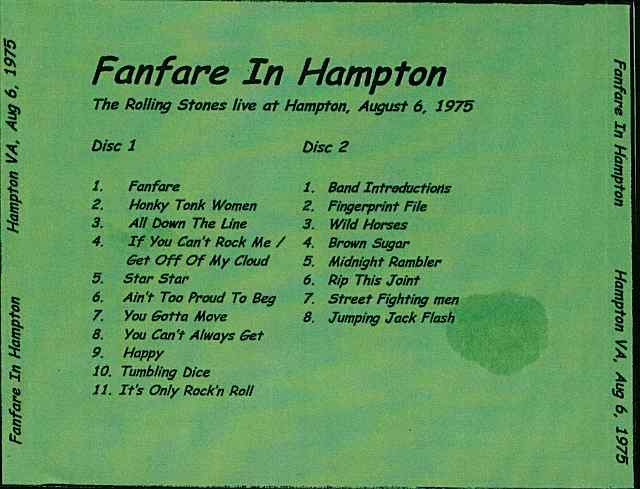 Fanfare In Hampton
The Rolling Stones live at Hampton, August 6, 1975
Disc 1
1. Fanfare
2. Honky Tonk Women
3. All Down The Line
4. If You Can't Rock Me /
Get Off Of My Cloud
5. Star Star
6. Ain't Too Proud To Beg
7. You Gotta Move
8. You Can't Always Get
9. Happy
10. Tumbling Dice
11. It's Only Rock'n Roll
Disc 2
1. Band Introductions
2. Fingerprint File
3. Wild Horses
4. Brown Sugar
5. Midnight Rambler
6. Rip This Joint
7. Street Fighting men
8. Jumping Jack Flash
Fanfare In Hampton Hampton VA, Aug 6, 1975
Fanfare In Hampton Hampton VA, Aug 6, 1975